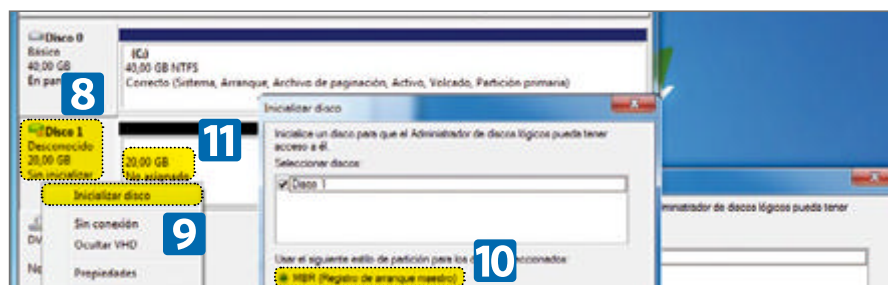 Disco 0
Básico
40,00 GB
En pan
(C:)
40,00 GB NTFS
Correcto (Sistema, Arranque, Archivo de paginación, Activo, Volcado, Partición primaria)
8
Disco 1
Desconocido
20,00 GB
Sin inicializar
20,00 GB
No asignado
11
Inicializar disco
Sin conexión
Ocultar VHD
Propiedades
9
DV
Ne
Inicializar disco
Inicialice un disco para que el Administrador de discos lógicos pueda tener
acceso a él.
Seleccionar discos:
Disco 1
Usar el siguiente estilo de partición para los d eccionados:
10
MBR (Registro de arranque maestro)
ministrador de discos lógicos pueda tener